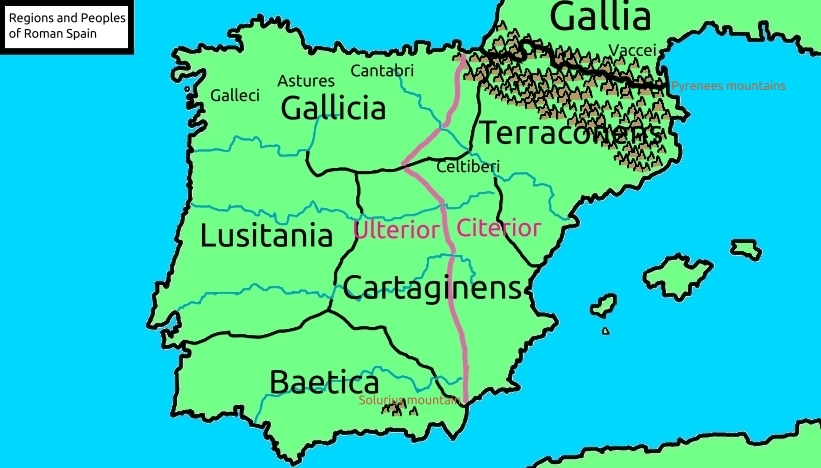 Regions and Peoples
of Roman Spain
Gallia
Vaccei
Pyrenees mountains
Cantabri
Astures
Galleci
Gallicia
Terraconens
Celtiberi
Lusitania
Ulterior
Citerior
Cartaginens
Baetica
Solurius mountain